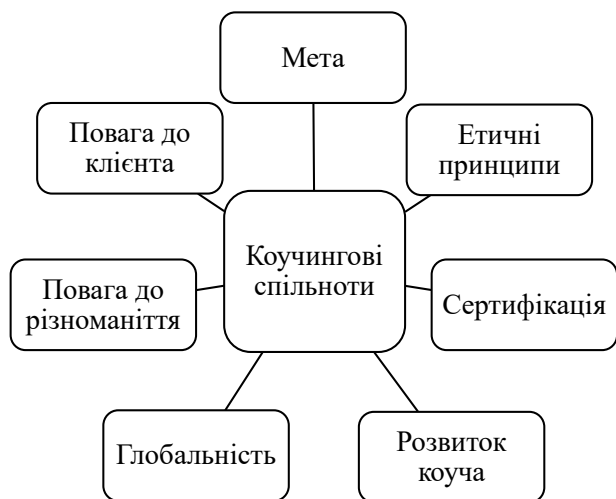 Мета
Повага до
клієнта
Етичні
принципи
Коучингові
спільноти
Повага до
різноманіття
Сертифікація
Глобальність
Розвиток
коуча